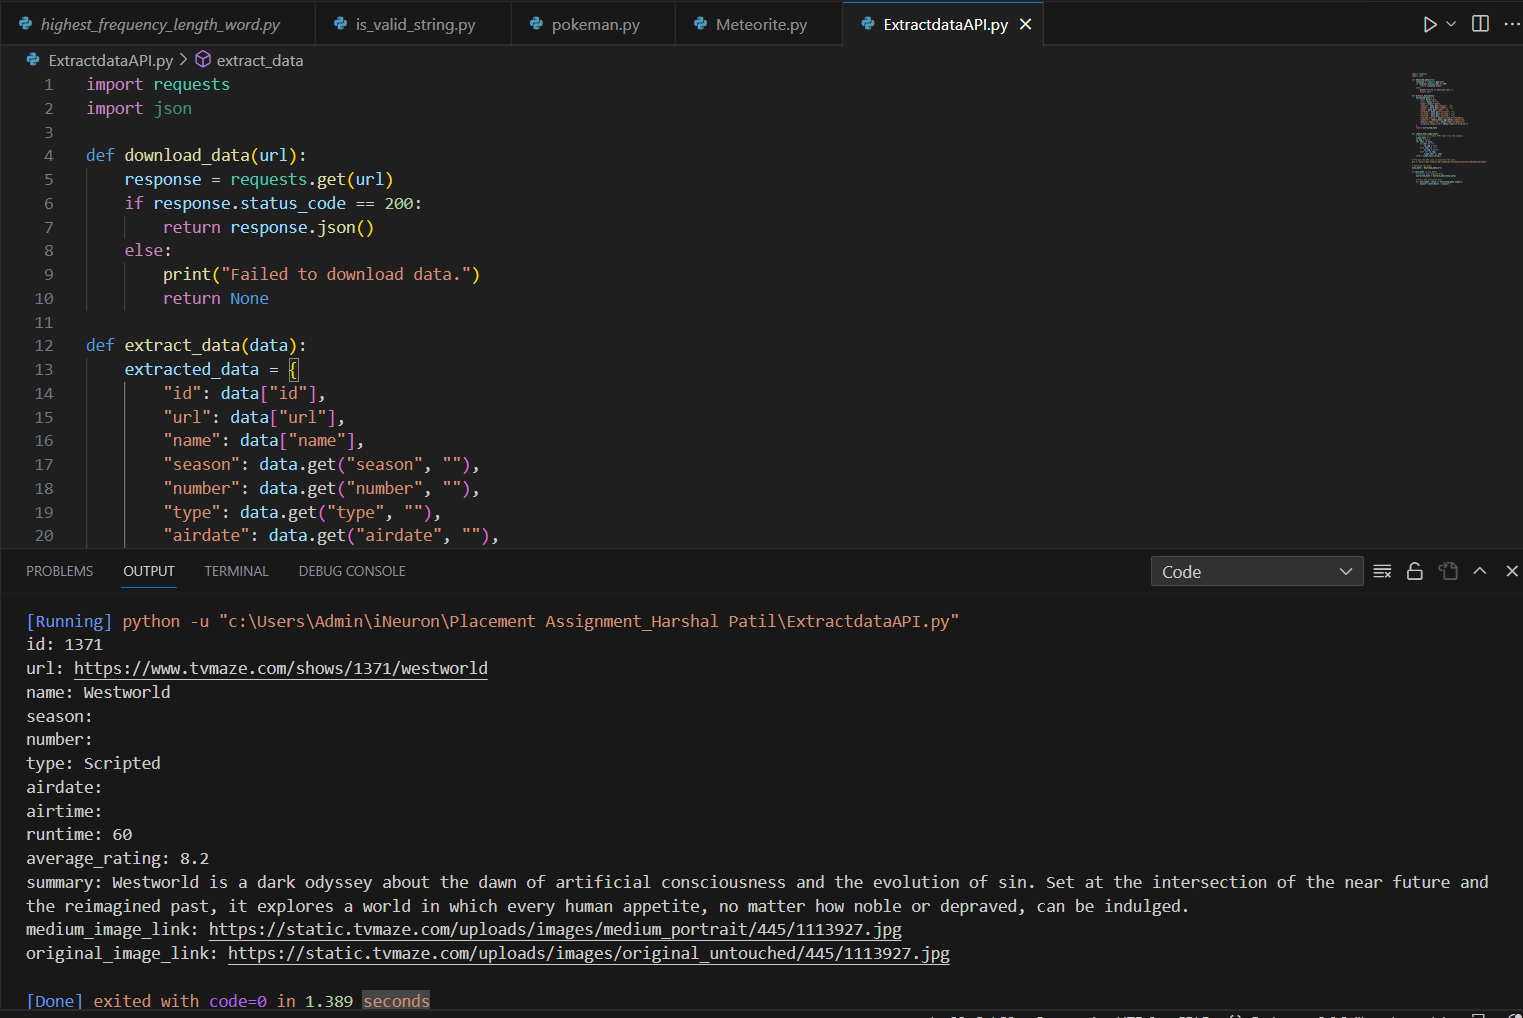 highest_frequency_length_word.py is_valid_string.py pokeman.py Meteorite.py ExtractdataAPI.py
ExtractdataAPI.py > extract_data
1 import requests
2 import json
3
4 def download_data(url):
5 response = requests.get(url)
6 if response.status_code == 200:
7 return response.json()
8 else:
9 print("Failed to download data.")
10 return None
11
12 def extract_data(data):
13 extracted_data = {
14 "id": data["id"],
15 "url": data["url"],
16 "name": data["name"],
17 "season": data.get("season", ""),
18 "number": data.get("number", ""),
19 "type": data.get("type", ""),
20 "airdate": data.get("airdate", ""),
PROBLEMS OUTPUT TERMINAL DEBUG CONSOLE Code
[Running] python -u "c:\Users\Admin\iNeuron\Placement Assignment_Harshal Patil\ExtractdataAPI.py"
id: 1371
url: https://www.tvmaze.com/shows/1371/westworld
name: Westworld
season:
number:
type: Scripted
airdate:
airtime:
runtime: 60
average_rating: 8.2
summary: Westworld is a dark odyssey about the dawn of artificial consciousness and the evolution of sin. Set at the intersection of the near future and
the reimagined past, it explores a world in which every human appetite, no matter how noble or depraved, can be indulged.
medium_image_link: https://static.tvmaze.com/uploads/images/medium_portrait/445/1113927.jpg
original_image_link: https://static.tvmaze.com/uploads/images/original_untouched/445/1113927.jpg
[Done] exited with code=0 in 1.389 seconds